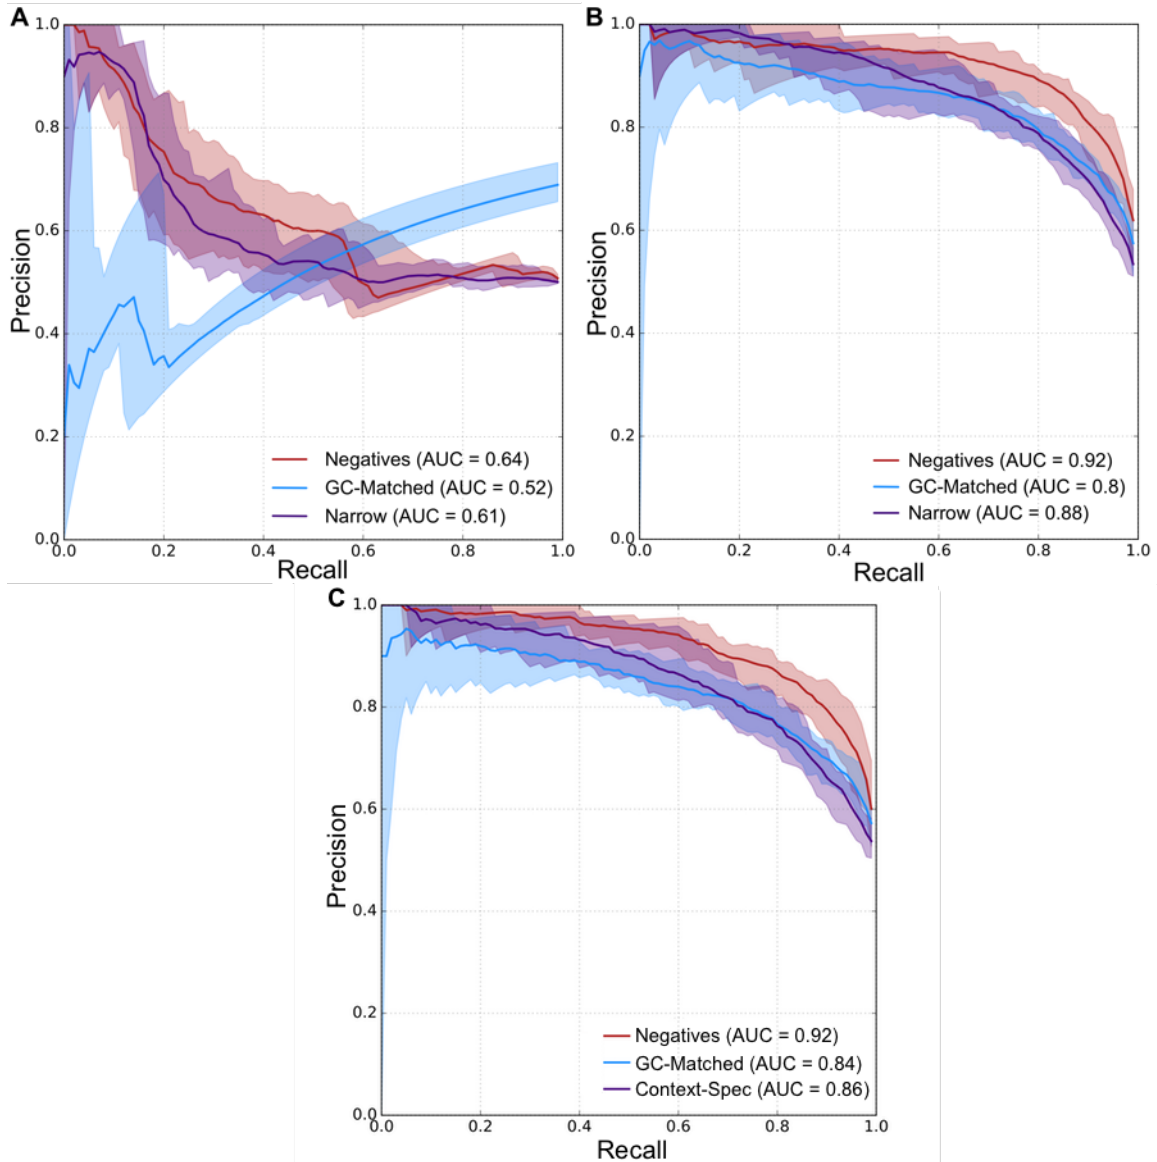 A
1.0
0.8
0.6
0.4
0.2
0.0
Precision
0.0 0.2 0.4 0.6 0.8 1.0
Recall
Negatives (AUC = 0.64)
GC-Matched (AUC = 0.52)
Narrow (AUC = 0.61)
B
1.0
0.8
0.6
0.4
0.2
0.0
Precision
0.0 0.2 0.4 0.6 0.8 1.0
Recall
Negatives (AUC = 0.92)
GC-Matched (AUC = 0.8)
Narrow (AUC = 0.88)
C
1.0
0.8
0.6
0.4
0.2
0.0
Precision
0.0 0.2 0.4 0.6 0.8 1.0
Recall
Negatives (AUC = 0.92)
GC-Matched (AUC = 0.84)
Context-Spec (AUC = 0.86)